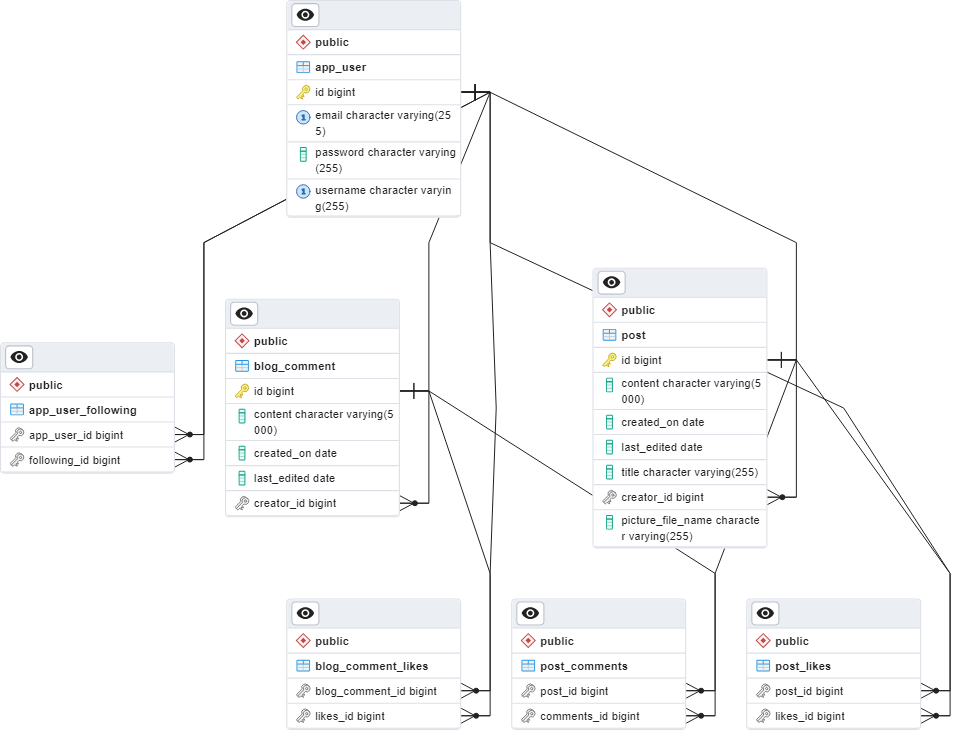 public
app_user
id bigint
email character varying(25
5)
password character varying
(255)
username character varyin
g(255)
public
post
id bigint
content character varying(5
000)
created_on date
last_edited date
title character varying(255)
creator_id bigint
picture_file_name characte
r varying(255)
public
blog_comment
id bigint
content character varying(5
000)
created_on date
last_edited date
creator_id bigint
public
app_user_following
app_user_id bigint
following_id bigint
public
blog_comment_likes
blog_comment_id bigint
likes_id bigint
public
post_comments
post_id bigint
comments_id bigint
public
post_likes
post_id bigint
likes_id bigint